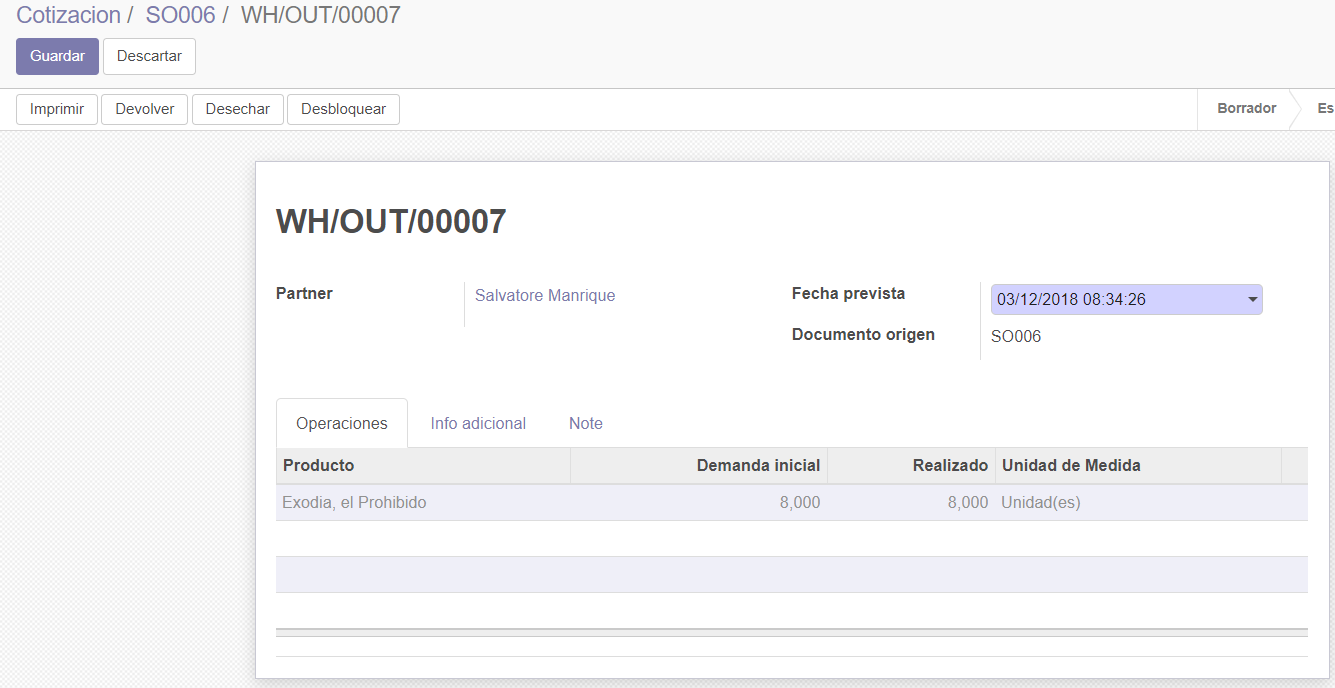 Cotizacion / SO006 / WH/OUT/00007
Guardar Descartar
Imprimir Devolver Desechar Desbloquear Borrador Es
WH/OUT/00007
Partner Salvatore Manrique Fecha prevista 03/12/2018 08:34:26
Documento origen SO006
Operaciones Info adicional Note
Producto Demanda inicial Realizado Unidad de Medida
Exodia, el Prohibido 8,000 8,000 Unidad(es)